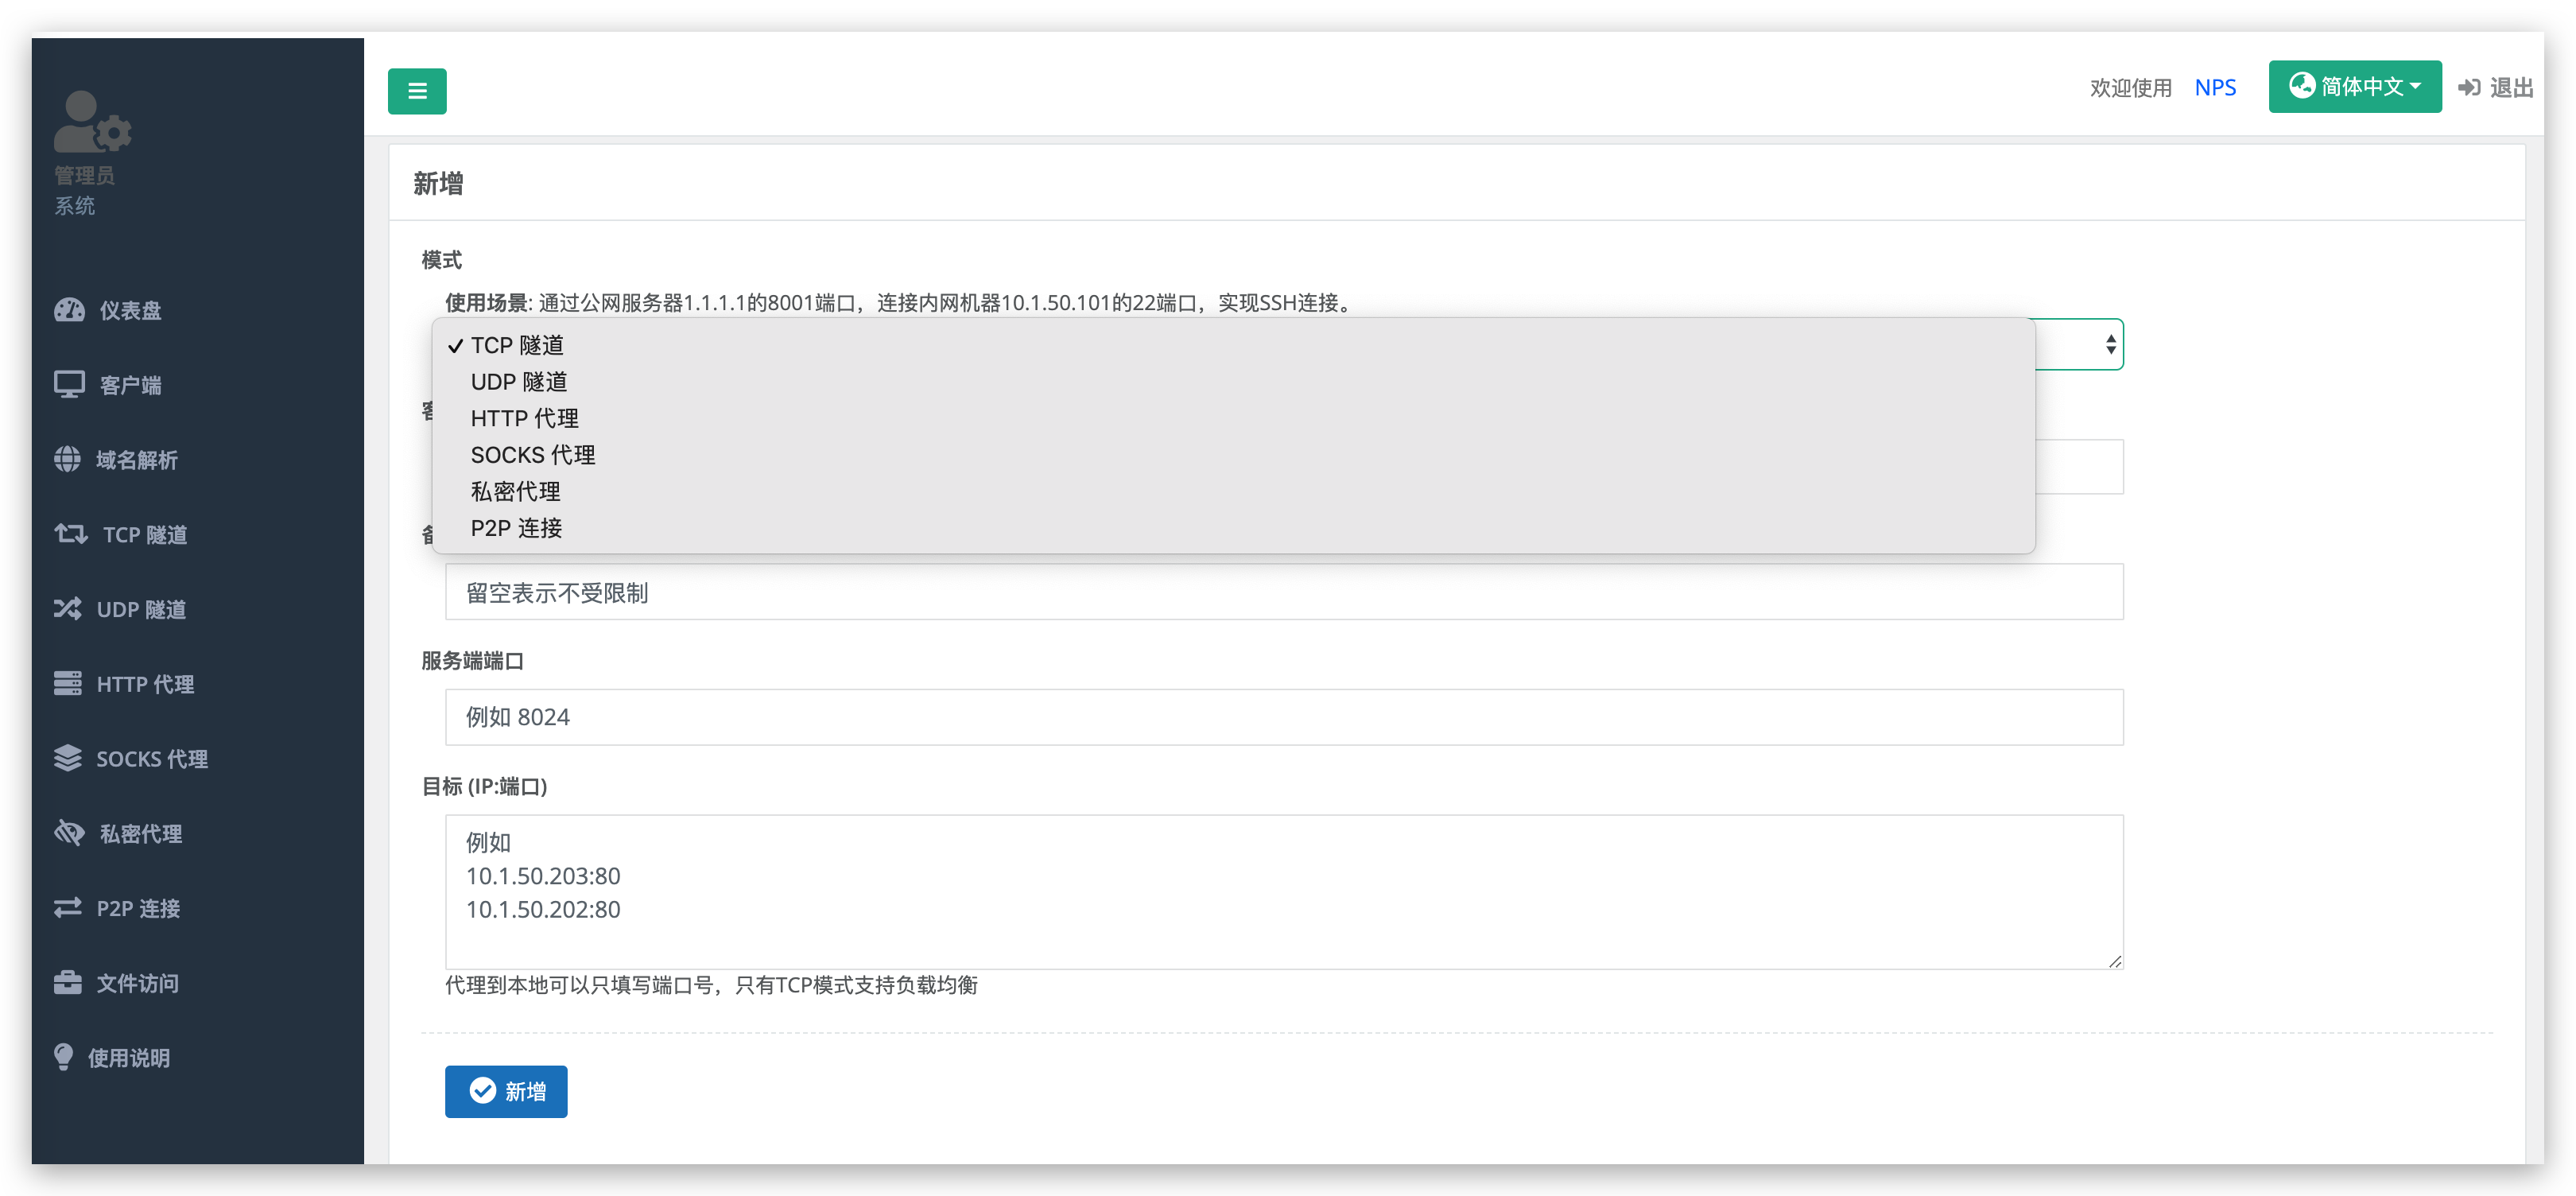 管理员
系统
仪表盘
客户端
域名解析
TCP 隧道
UDP 隧道
HTTP 代理
SOCKS 代理
私密代理
P2P 连接
文件访问
使用说明
欢迎使用 NPS 简体中文 退出
新增
模式
使用场景: 通过公网服务器1.1.1.1的8001端口，连接内网机器10.1.50.101的22端口，实现SSH连接。
TCP 隧道
UDP 隧道
HTTP 代理
SOCKS 代理
私密代理
P2P 连接
留空表示不受限制
服务端端口
例如 8024
目标 (IP:端口)
例如
10.1.50.203:80
10.1.50.202:80
代理到本地可以只填写端口号，只有TCP模式支持负载均衡
新增